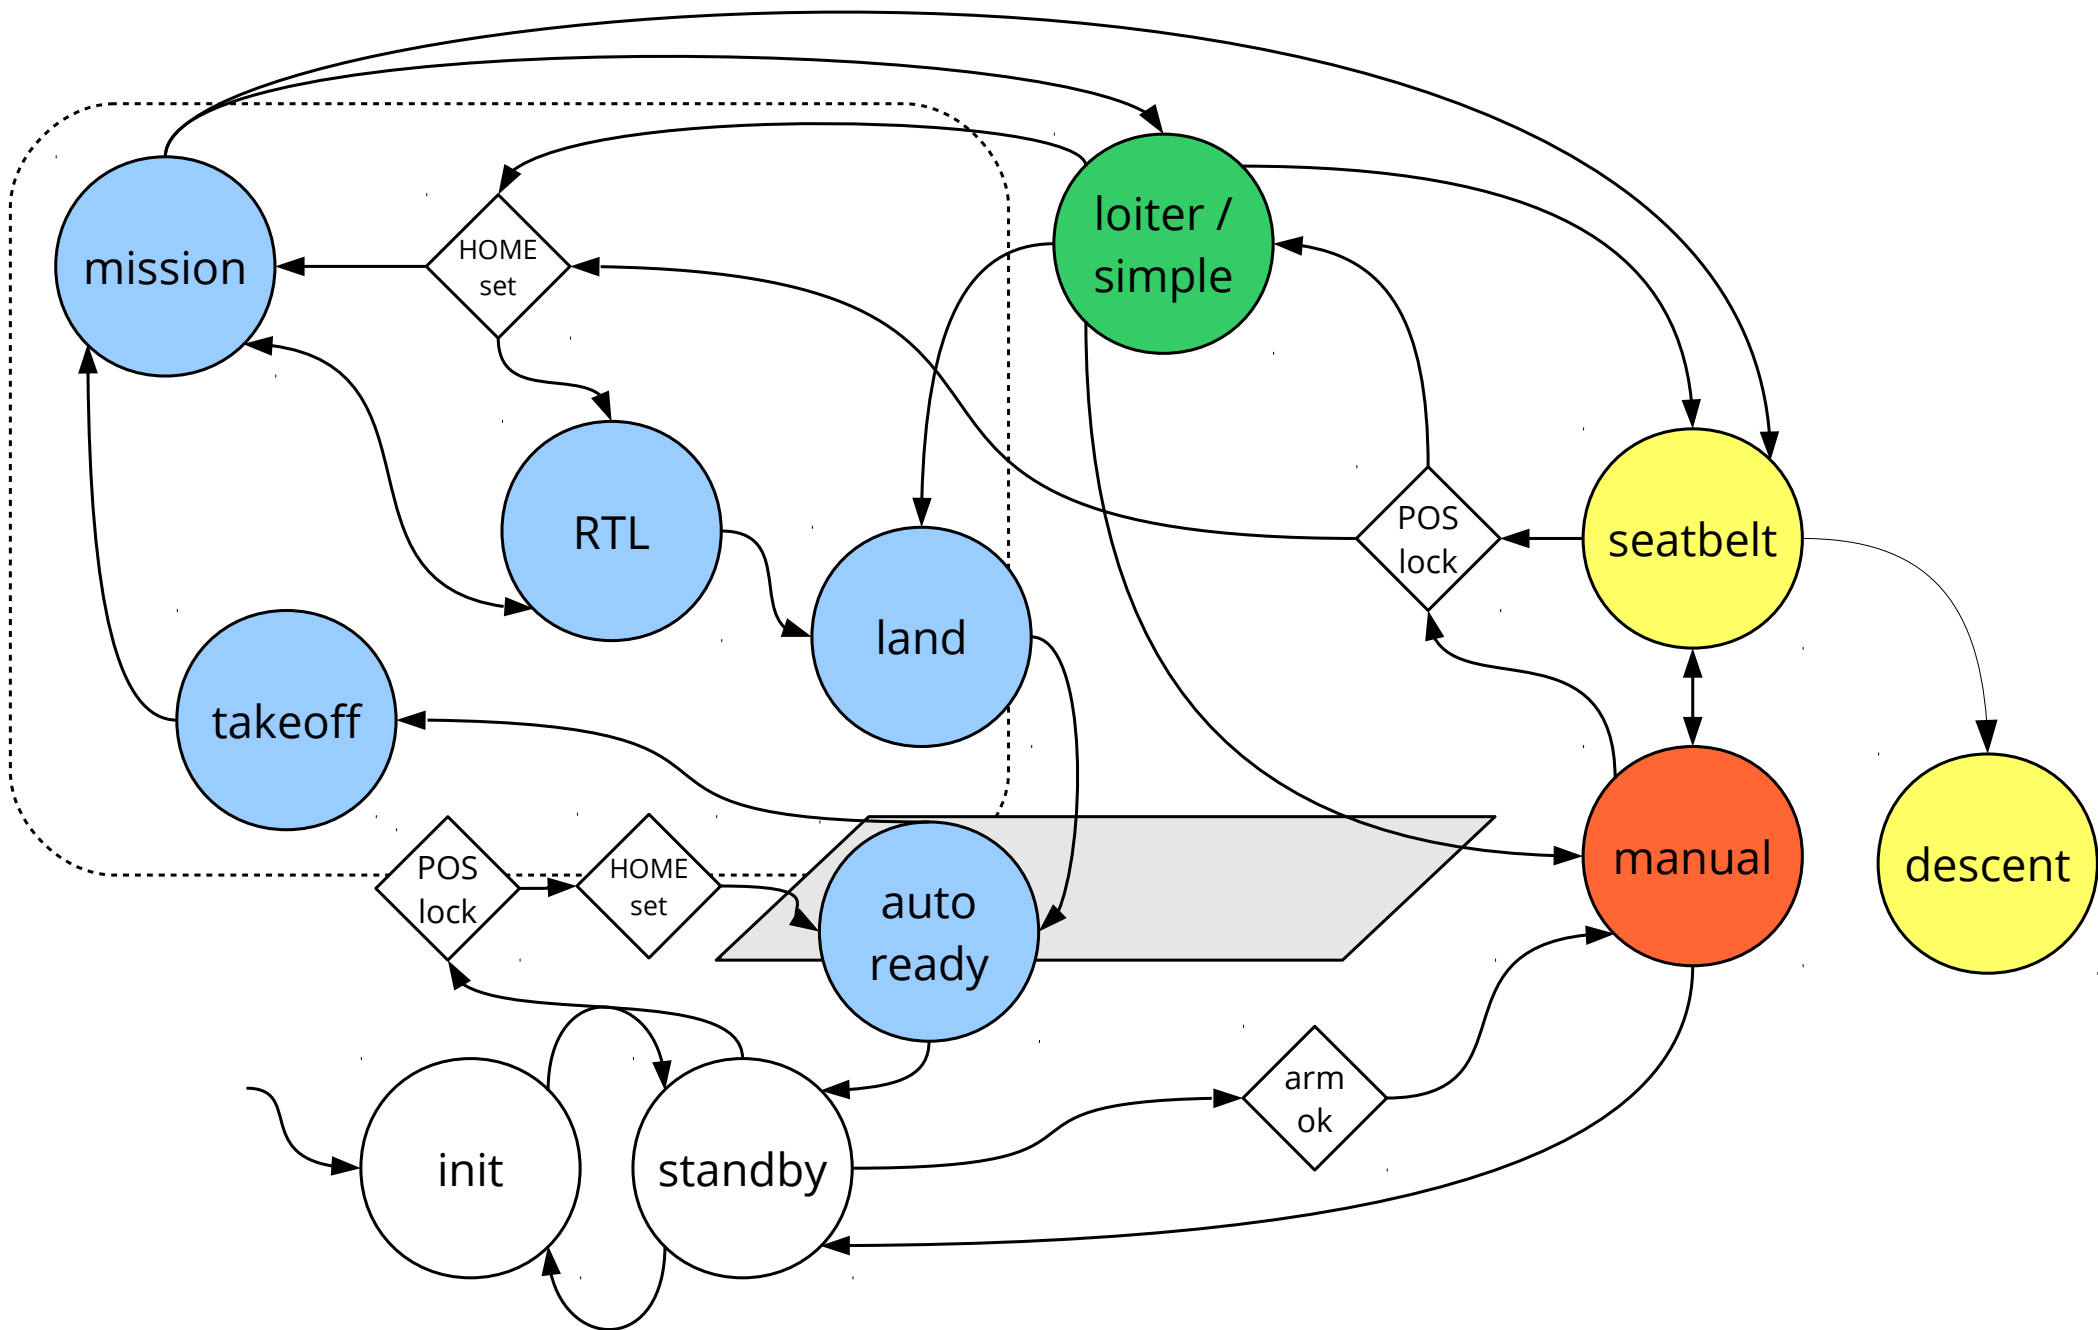 loiter /
simple
mission
HOME
set
RTL
POS
lock
seatbelt
land
takeoff
manual
descent
POS
lock
HOME
set
auto
ready
arm
ok
init
standby